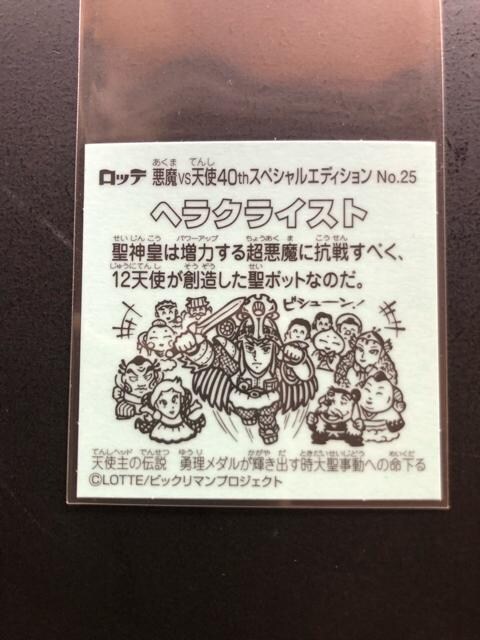 ロッテ 悪魔VS天使40thスペシャルエディション No.25
ヘラクライスト
聖神皇は増力する超悪魔に抗戦すべく、
12天使が創造した聖ボットなのだ。
ビシューン!
天使主の伝説 勇理メダルが輝き出す時大聖事動への命下る
©LOTTE/ビックリマンプロジェクト